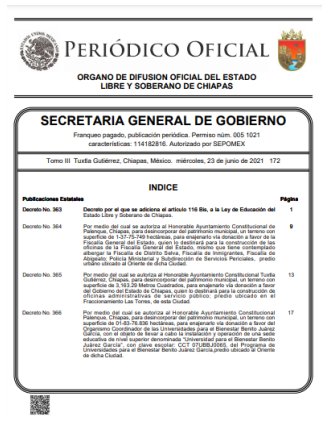 PERIÓDICO OFICIAL
ORGANO DE DIFUSION OFICIAL DEL ESTADO
LIBRE Y SOBERANO DE CHIAPAS
SECRETARIA GENERAL DE GOBIERNO
Franqueo pagado, publicación periódica. Permiso núm. 005 1021
características: 114182816. Autorizado por SEPOMEX
Tomo III Tuxtla Gutiérrez, Chiapas, México. miércoles, 23 de junio de 2021 172
INDICE
Publicaciones Estatales Página
Decreto No. 363 Decreto por el que se adiciona el artículo 116 Bis, a la Ley de Educación del 1
Estado Libre y Soberano de Chiapas.
Decreto No. 364 Por medio del cual se autoriza al Honorable Ayuntamiento Constitucional de 9
Palenque, Chiapas, para desincorporar del patrimonio municipal, un terreno con
superficie de 1-37-75-749 hectáreas, para enajenarlo vía donación a favor de la
Fiscalía General del Estado, quien lo destinará para la construcción de las
oficinas de la Fiscalía General del Estado, mismo que tiene contemplado
albergar la Fiscalía de Distrito Selva, Fiscalía de Inmigrantes, Fiscalía de
Abigeato, Policía Ministerial y Subdirección de Servicios Periciales, predio
urbano ubicado al Oriente de dicha Ciudad.
Decreto No. 365 Por medio del cual se autoriza al Honorable Ayuntamiento Constitucional Tuxtla 13
Gutiérrez, Chiapas, para desincorporar del patrimonio municipal, un terreno con
superficie de 3,163.29 Metros Cuadrados, para enajenarlo vía donación a favor
del Gobierno del Estado de Chiapas, quien lo destinará para la construcción de
oficinas administrativas de servicio público; predio ubicado en el
Fraccionamiento Las Torres, de esta Ciudad.
Decreto No. 366 Por medio del cual se autoriza al Honorable Ayuntamiento Constitucional 17
Palenque, Chiapas, para desincorporar del patrimonio municipal, un terreno con
superficie de 01-83-76.836 hectáreas, para enajenarlo vía donación a favor del
Organismo Coordinador de las Universidades para el Bienestar Benito Juárez
García, con el objeto de llevar a cabo la instalación y operación de una sede
educativa de nivel superior denominada "Universidad para el Bienestar Benito
Juárez García", con clave escolar: CCT 07UBBJ0065, del Programa de
Universidades para el Bienestar Benito Juárez García,predio ubicado al Oriente
de dicha Ciudad.